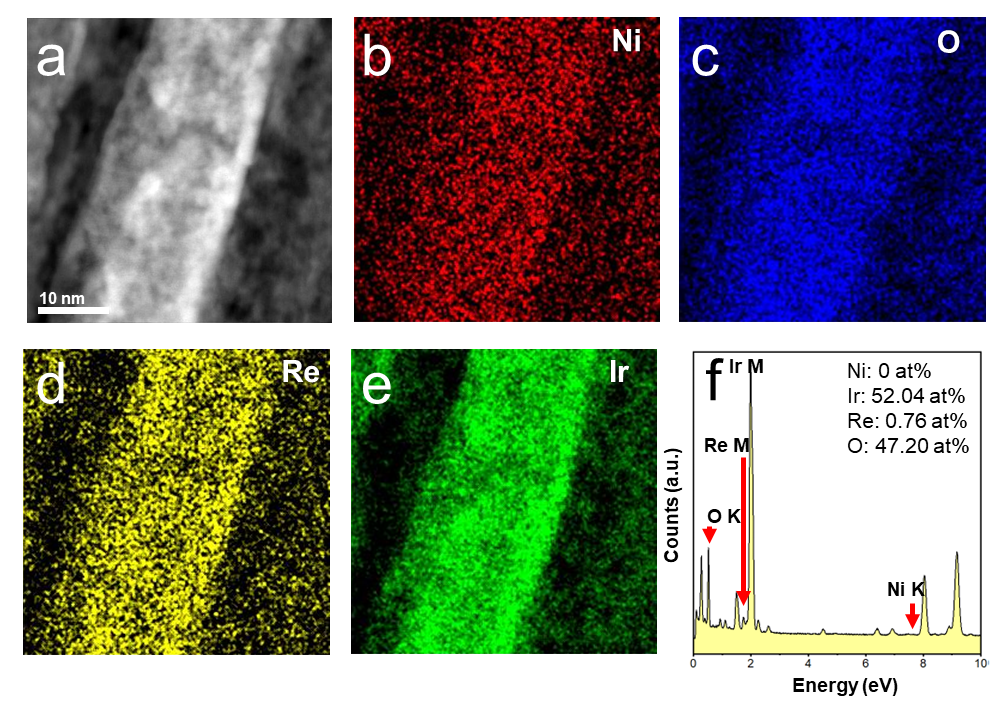 a
10 nm
b
Ni
c
O
d
Re
e
Ir
f
Ir M
Ni: 0 at%
Ir: 52.04 at%
Re: 0.76 at%
O: 47.20 at%
Re M
O K
Ni K
Counts (a.u.)
0 2 4 6 8 10
Energy (eV)